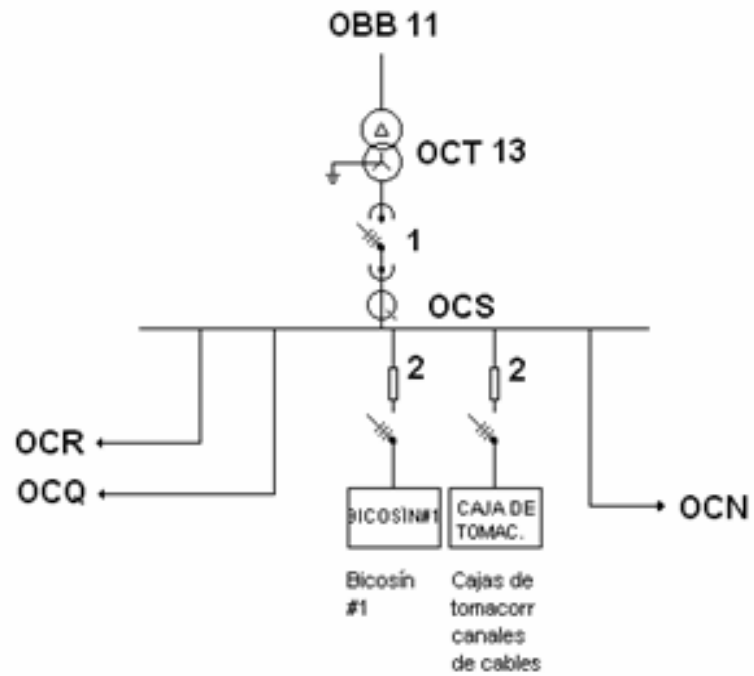 OBB 11
OCT 13
1
OCS
2
2
OCR
OCQ
OCN
BICOSÍN#1
CAJA DE
TOMAC.
Bicosín
#1
Cajas de
tomacorr
canales
de cables